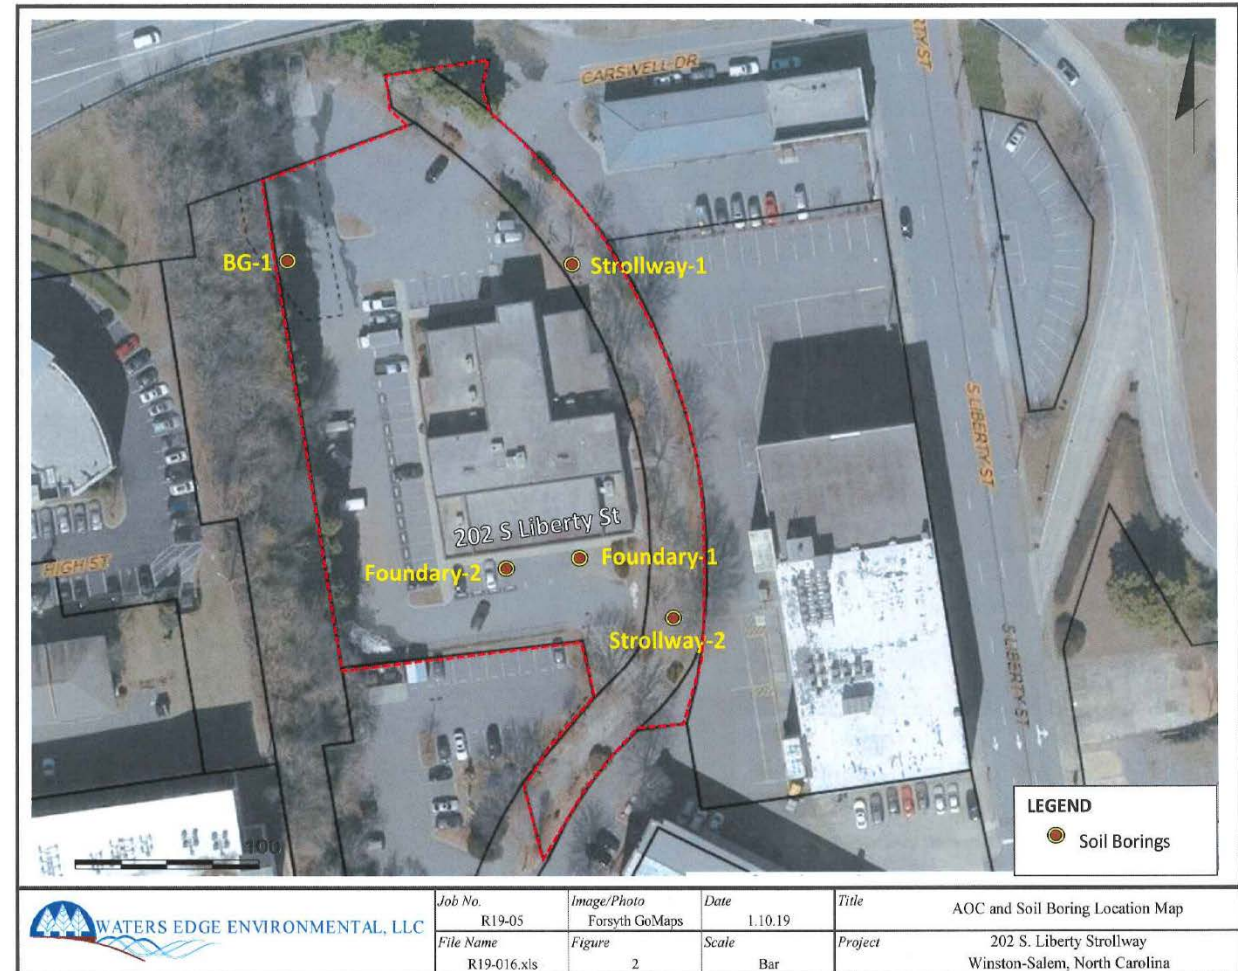 CARSWELL DR
RTY ST
BG-1
Strollway-1
S LIBERTY ST
202 S Liberty St
HIGH ST
Foundary-2
Foundary-1
Strollway-2
S LIBERTY ST
100
LEGEND
Soil Borings
WATERS EDGE ENVIRONMENTAL, LLC
Job No.
R19-05
Image/Photo
Forsyth GoMaps
Date
1.10.19
Title
AOC and Soil Boring Location Map
File Name
R19-016.xls
Figure
2
Scale
Bar
Project
202 S. Liberty Strollway
Winston-Salem, North Carolina